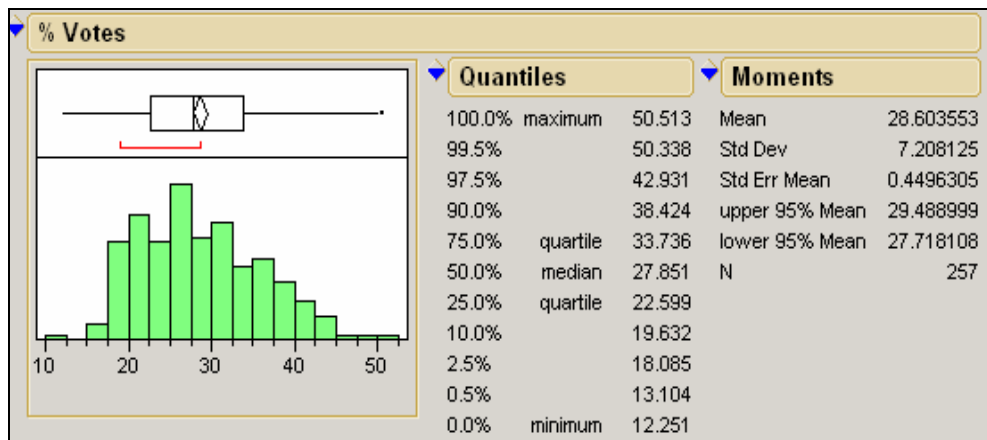 % Votes
10 20 30 40 50
Quantiles
100.0% maximum 50.513
99.5% 50.338
97.5% 42.931
90.0% 38.424
75.0% quartile 33.736
50.0% median 27.851
25.0% quartile 22.599
10.0% 19.632
2.5% 18.085
0.5% 13.104
0.0% minimum 12.251
Moments
Mean 28.603553
Std Dev 7.208125
Std Err Mean 0.4496305
upper 95% Mean 29.488999
lower 95% Mean 27.718108
N 257